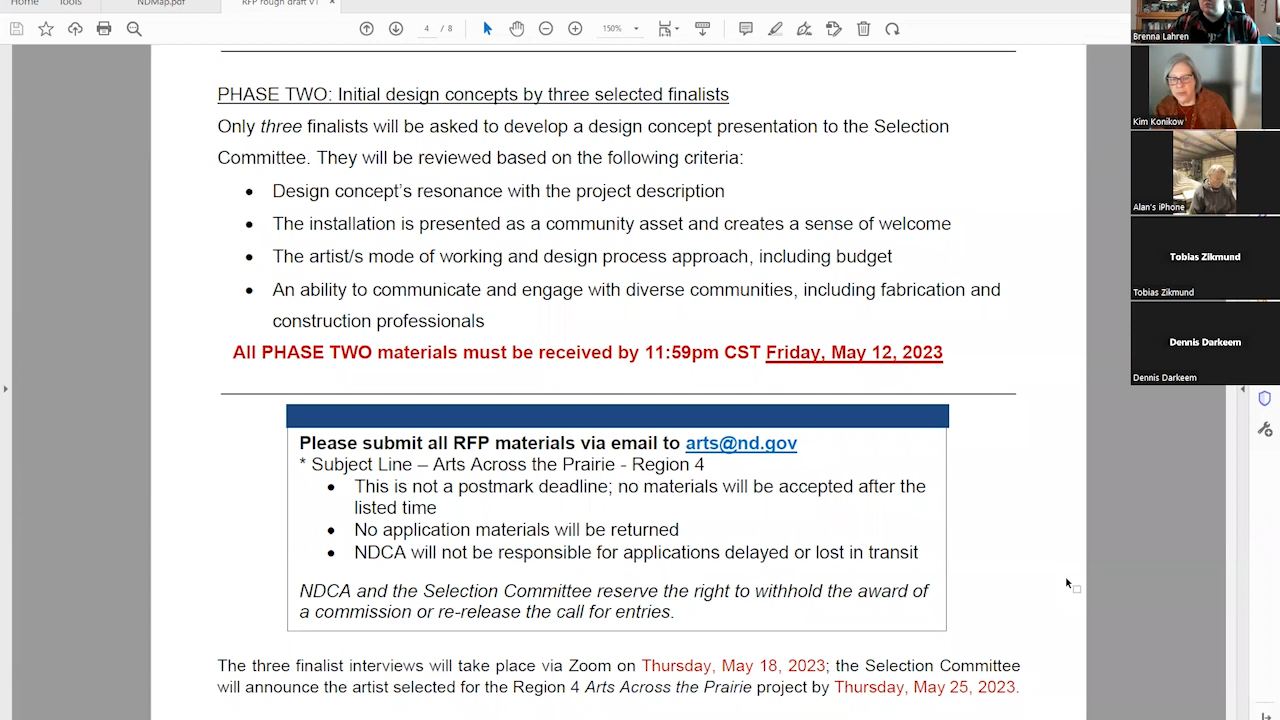 Home Tools NDMap.pdf RFP rough draft V1 ×
4 / 8 150%
PHASE TWO: Initial design concepts by three selected finalists
Only three finalists will be asked to develop a design concept presentation to the Selection
Committee. They will be reviewed based on the following criteria:
• Design concept's resonance with the project description
• The installation is presented as a community asset and creates a sense of welcome
• The artist/s mode of working and design process approach, including budget
• An ability to communicate and engage with diverse communities, including fabrication and
construction professionals
All PHASE TWO materials must be received by 11:59pm CST Friday, May 12, 2023
Please submit all RFP materials via email to arts@nd.gov
* Subject Line – Arts Across the Prairie - Region 4
• This is not a postmark deadline; no materials will be accepted after the
listed time
• No application materials will be returned
• NDCA will not be responsible for applications delayed or lost in transit
NDCA and the Selection Committee reserve the right to withhold the award of
a commission or re-release the call for entries.
The three finalist interviews will take place via Zoom on Thursday, May 18, 2023; the Selection Committee
will announce the artist selected for the Region 4 Arts Across the Prairie project by Thursday, May 25, 2023.
Brenna Lahren
Kim Konikow
Alan's iPhone
Tobias Zikmund
Tobias Zikmund
Dennis Darkeem
Dennis Darkeem